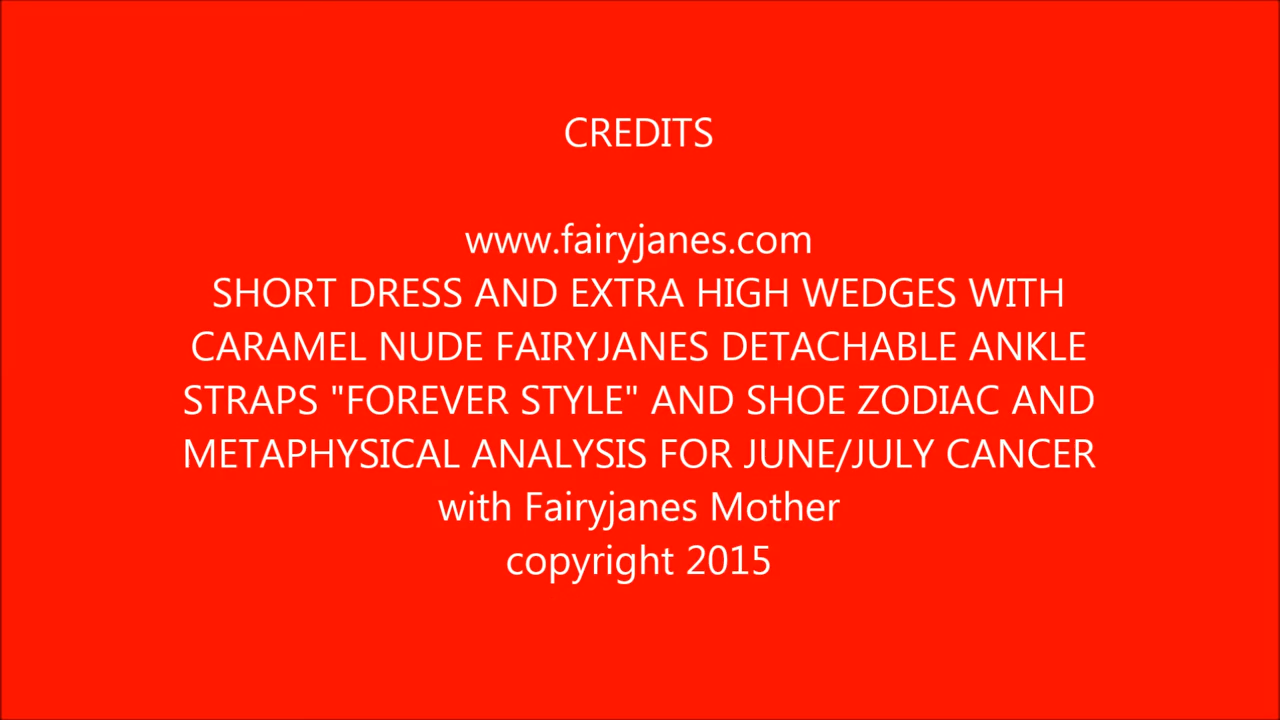 CREDITS
www.fairyjanes.com
SHORT DRESS AND EXTRA HIGH WEDGES WITH
CARAMEL NUDE FAIRYJANES DETACHABLE ANKLE
STRAPS "FOREVER STYLE" AND SHOE ZODIAC AND
METAPHYSICAL ANALYSIS FOR JUNE/JULY CANCER
with Fairyjanes Mother
copyright 2015